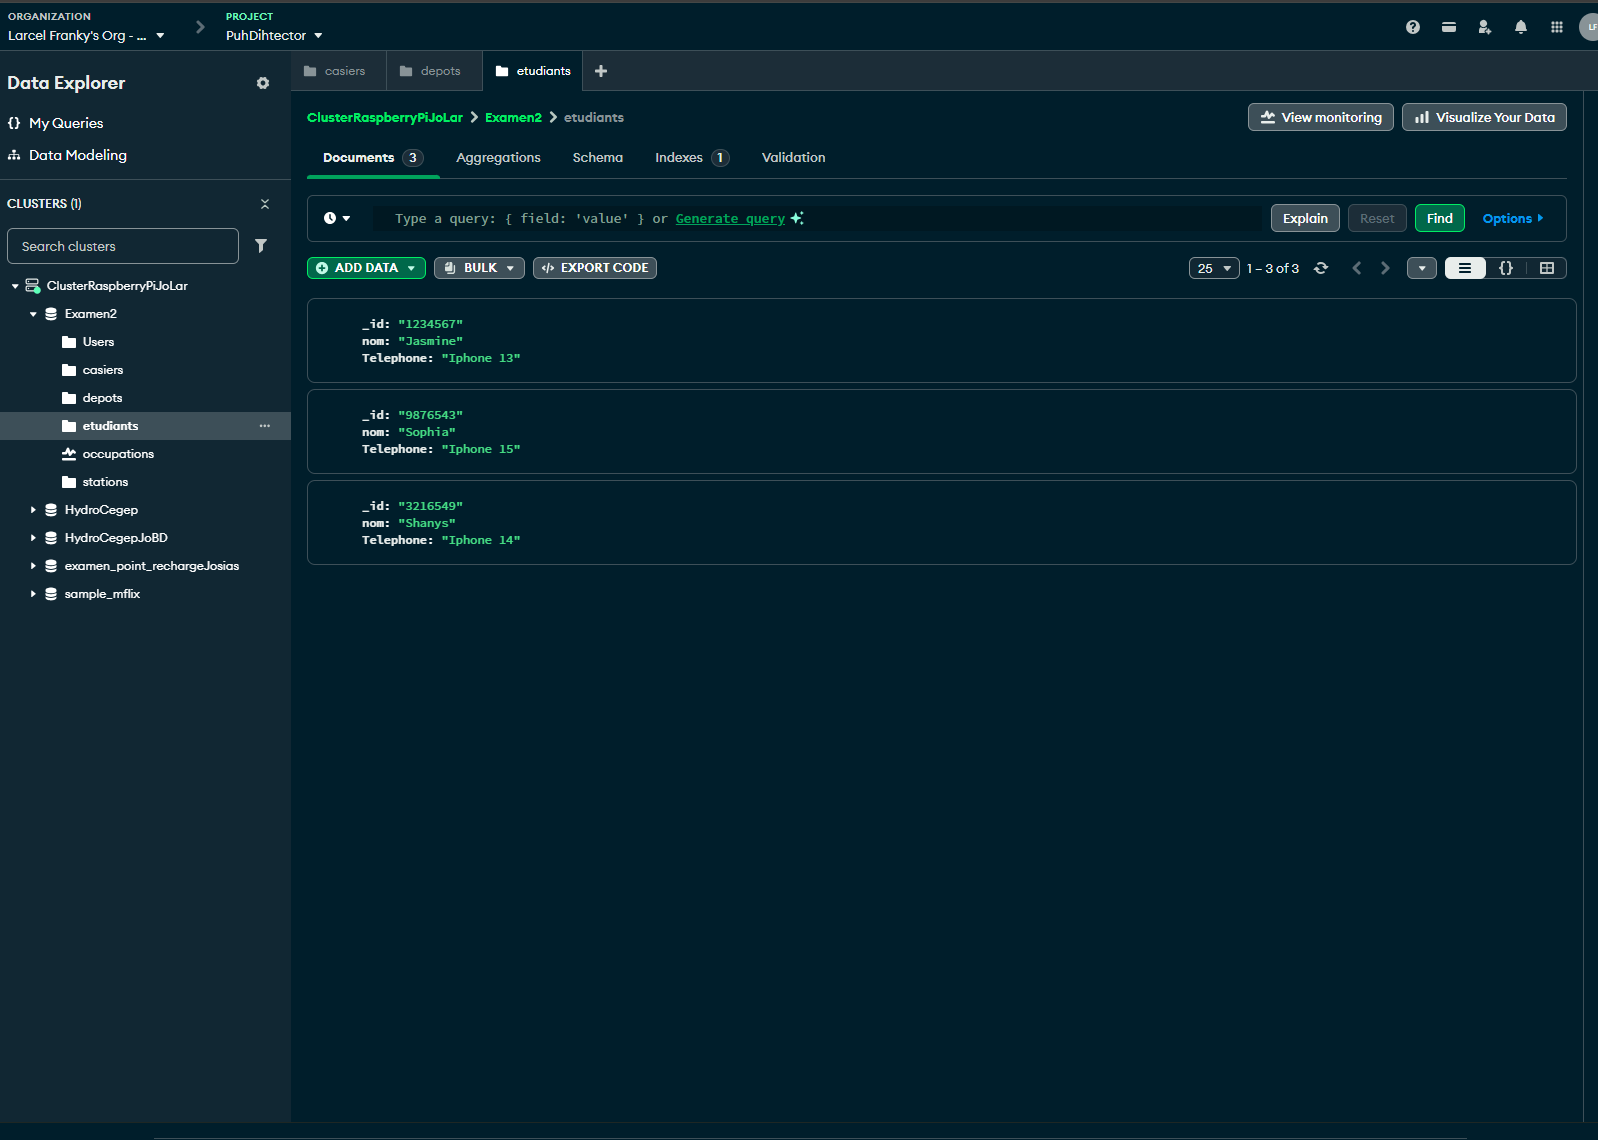 ORGANIZATION
Larcel Franky's Org - ...
PROJECT
PuhDihtector
LF
Data Explorer
My Queries
Data Modeling
CLUSTERS (1)
Search clusters
ClusterRaspberryPiJoLar
Examen2
Users
casiers
depots
etudiants
occupations
stations
HydroCegep
HydroCegepJoBD
examen_point_rechargeJosias
sample_mflix
casiers
depots
etudiants
ClusterRaspberryPiJoLar > Examen2 > etudiants
View monitoring
Visualize Your Data
Documents 3
Aggregations
Schema
Indexes 1
Validation
Type a query: { field: 'value' } or Generate query
Explain
Reset
Find
Options
ADD DATA
BULK
EXPORT CODE
25
1 – 3 of 3
_id: "1234567"
nom: "Jasmine"
Telephone: "Iphone 13"
_id: "9876543"
nom: "Sophia"
Telephone: "Iphone 15"
_id: "3216549"
nom: "Shanys"
Telephone: "Iphone 14"